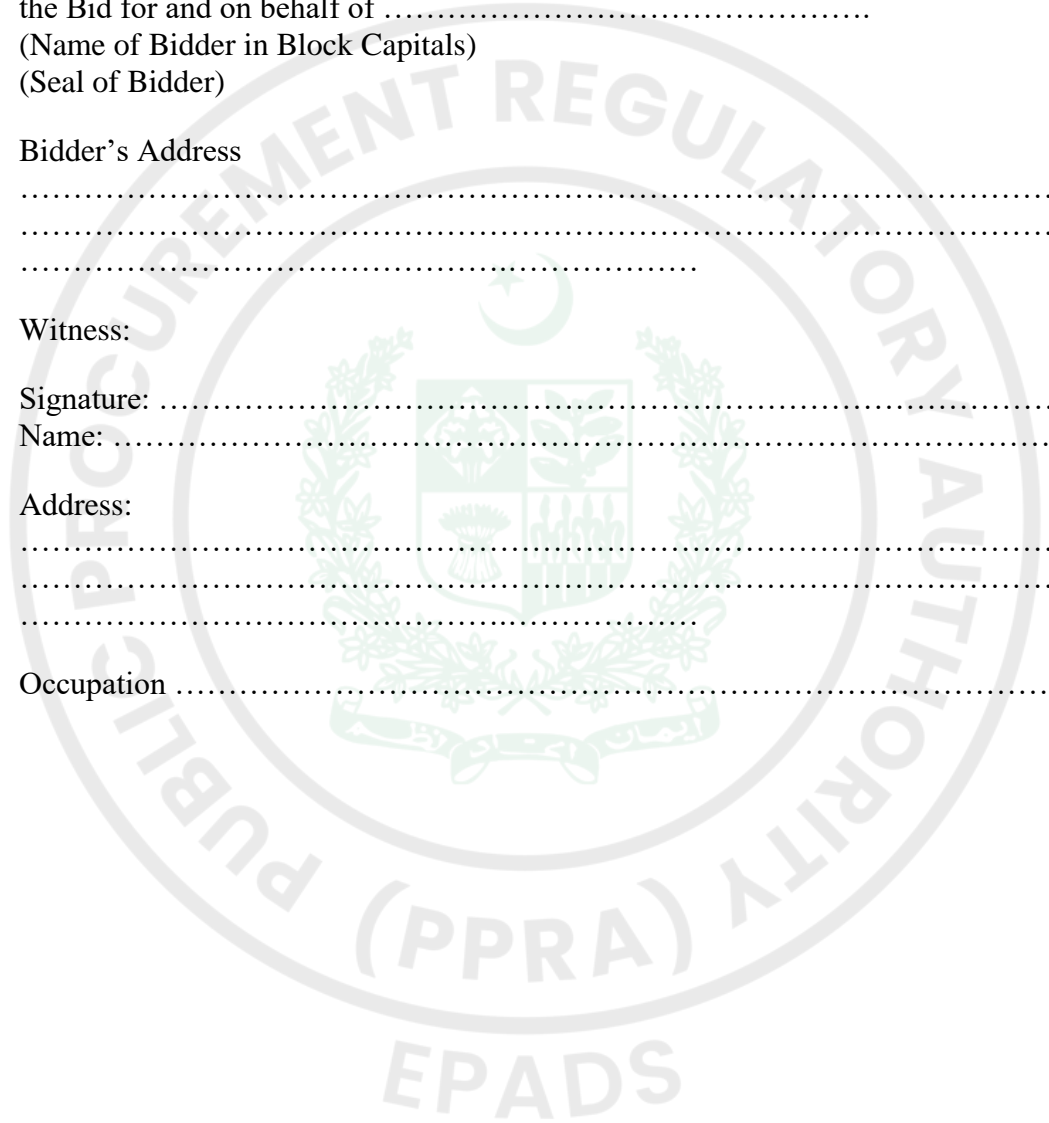 the Bid for and on behalf of ……………………………………….
(Name of Bidder in Block Capitals)
(Seal of Bidder)
Bidder’s Address
……………………………………………………………………………………
……………………………………………………………………………………
………………………………………………………
Witness:
Signature: …………………………………………………………………………
Name: ……………………………………………………………………………
Address:
……………………………………………………………………………………
……………………………………………………………………………………
………………………………………………………
Occupation ………………………………………………………………………
PUBLIC PROCUREMENT REGULATORY AUTHORITY
(PPRA)
EPADS